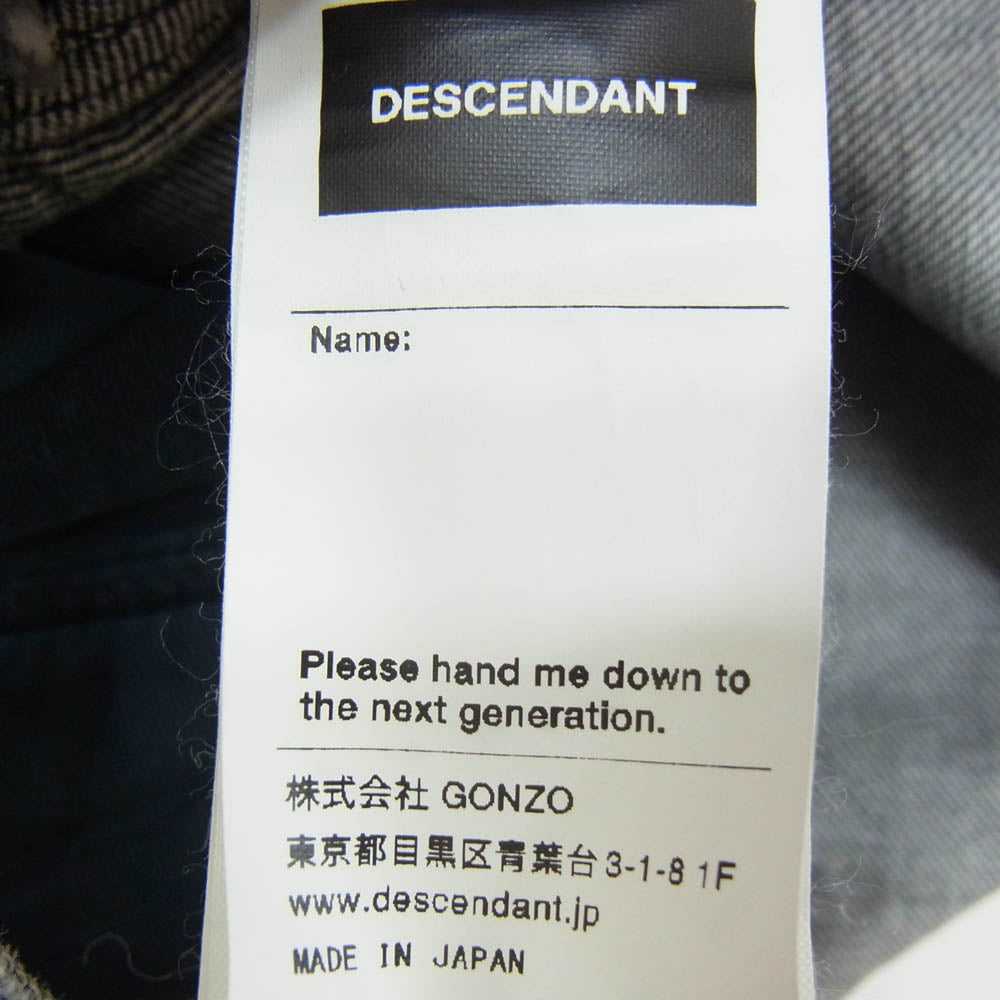 DESCENDANT
Name:
Please hand me down to
the next generation.
株式会社 GONZO
東京都目黒区青葉台3-1-8 1F
www.descendant.jp
MADE IN JAPAN